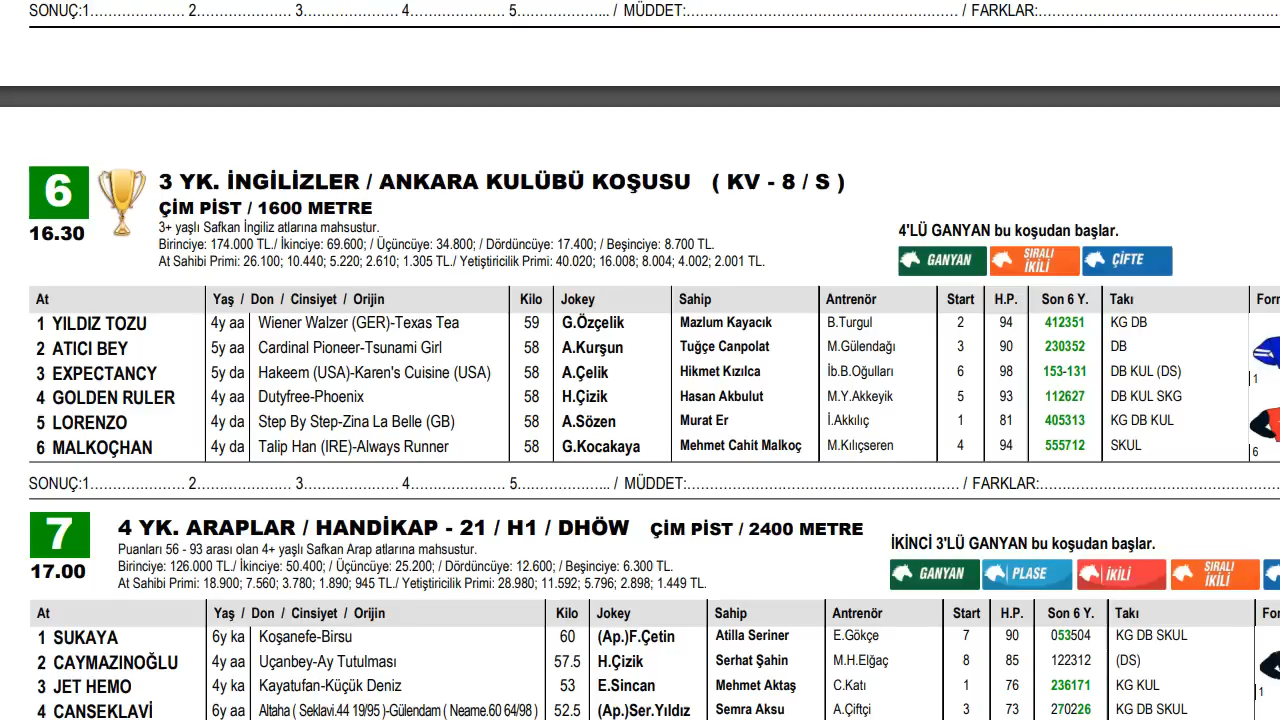 SONUÇ:1...................... 2........................ 3........................ 4........................ 5....................... / MÜDDET:................................................................ / FARKLAR:............................................................
6
3 YK. İNGİLİZLER / ANKARA KULÜBÜ KOŞUSU ( KV - 8 / S )
ÇİM PİST / 1600 METRE
16.30
3+ yaşlı Safkan İngiliz atlarına mahsustur.
4'LÜ GANYAN bu koşudan başlar.
Birinciye: 174.000 TL./ İkinciye: 69.600; / Üçüncüye: 34.800; / Dördüncüye: 17.400; / Beşinciye: 8.700 TL.
At Sahibi Primi: 26.100; 10.440; 5.220; 2.610; 1.305 TL./ Yetiştiricilik Primi: 40.020; 16.008; 8.004; 4.002; 2.001 TL.
GANYAN SIRALI İKİLİ ÇİFTE
At Yaş / Don / Cinsiyet / Orijin Kilo Jokey Sahip Antrenör Start H.P. Son 6 Y. Takı
1 YILDIZ TOZU 4y aa Wiener Walzer (GER)-Texas Tea 59 G.Özçelik Mazlum Kayacık B.Turgul 2 94 412351 KG DB
2 ATICI BEY 5y aa Cardinal Pioneer-Tsunami Girl 58 A.Kurşun Tuğçe Canpolat M.Gülendağı 3 90 230352 DB
3 EXPECTANCY 5y da Hakeem (USA)-Karen's Cuisine (USA) 58 A.Çelik Hikmet Kızılca İb.B.Oğulları 6 98 153-131 DB KUL (DS)
1
4 GOLDEN RULER 4y aa Dutyfree-Phoenix 58 H.Çizik Hasan Akbulut M.Y.Akkeyik 5 93 112627 DB KUL SKG
5 LORENZO 4y da Step By Step-Zina La Belle (GB) 58 A.Sözen Murat Er İ.Akkılıç 1 81 405313 KG DB KUL
6 MALKOÇHAN 4y da Talip Han (IRE)-Always Runner 58 G.Kocakaya Mehmet Cahit Malkoç M.Kılıçseren 4 94 555712 SKUL
6
SONUÇ:1...................... 2........................ 3........................ 4........................ 5....................... / MÜDDET:................................................................ / FARKLAR:............................................................
7
4 YK. ARAPLAR / HANDİKAP - 21 / H1 / DHÖW ÇİM PİST / 2400 METRE
Puanları 56 - 93 arası olan 4+ yaşlı Safkan Arap atlarına mahsustur.
İKİNCİ 3'LÜ GANYAN bu koşudan başlar.
17.00
Birinciye: 126.000 TL./ İkinciye: 50.400; / Üçüncüye: 25.200; / Dördüncüye: 12.600; / Beşinciye: 6.300 TL.
At Sahibi Primi: 18.900; 7.560; 3.780; 1.890; 945 TL./ Yetiştiricilik Primi: 28.980; 11.592; 5.796; 2.898; 1.449 TL.
GANYAN PLASE İKİLİ SIRALI İKİLİ
At Yaş / Don / Cinsiyet / Orijin Kilo Jokey Sahip Antrenör Start H.P. Son 6 Y. Takı
1 SUKAYA 6y ka Koşanefe-Birsu 60 (Ap.)F.Çetin Atilla Seriner E.Gökçe 7 90 053504 KG DB SKUL
2 CAYMAZINOĞLU 4y aa Uçanbey-Ay Tutulması 57.5 H.Çizik Serhat Şahin M.H.Elğaç 8 85 122312 (DS)
3 JET HEMO 4y ka Kayatufan-Küçük Deniz 53 E.Sincan Mehmet Aktaş C.Katı 1 76 236171 KG KUL
1
4 CANSEKLAVİ 6y aa Altaha ( Seklavi.44 19/95 )-Gülendam ( Neame.60 64/98 ) 52.5 (Ap.)Ser.Yıldız Semra Aksu A.Çiftçi 3 73 270226 KG DB SKUL